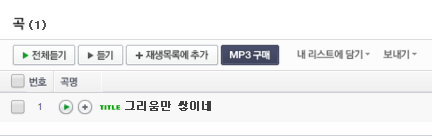 곡 (1)
전체듣기 듣기 + 재생목록에 추가 MP3 구매 내 리스트에 담기 보내기
번호 곡명
1 TITLE 그리움만 쌓이네